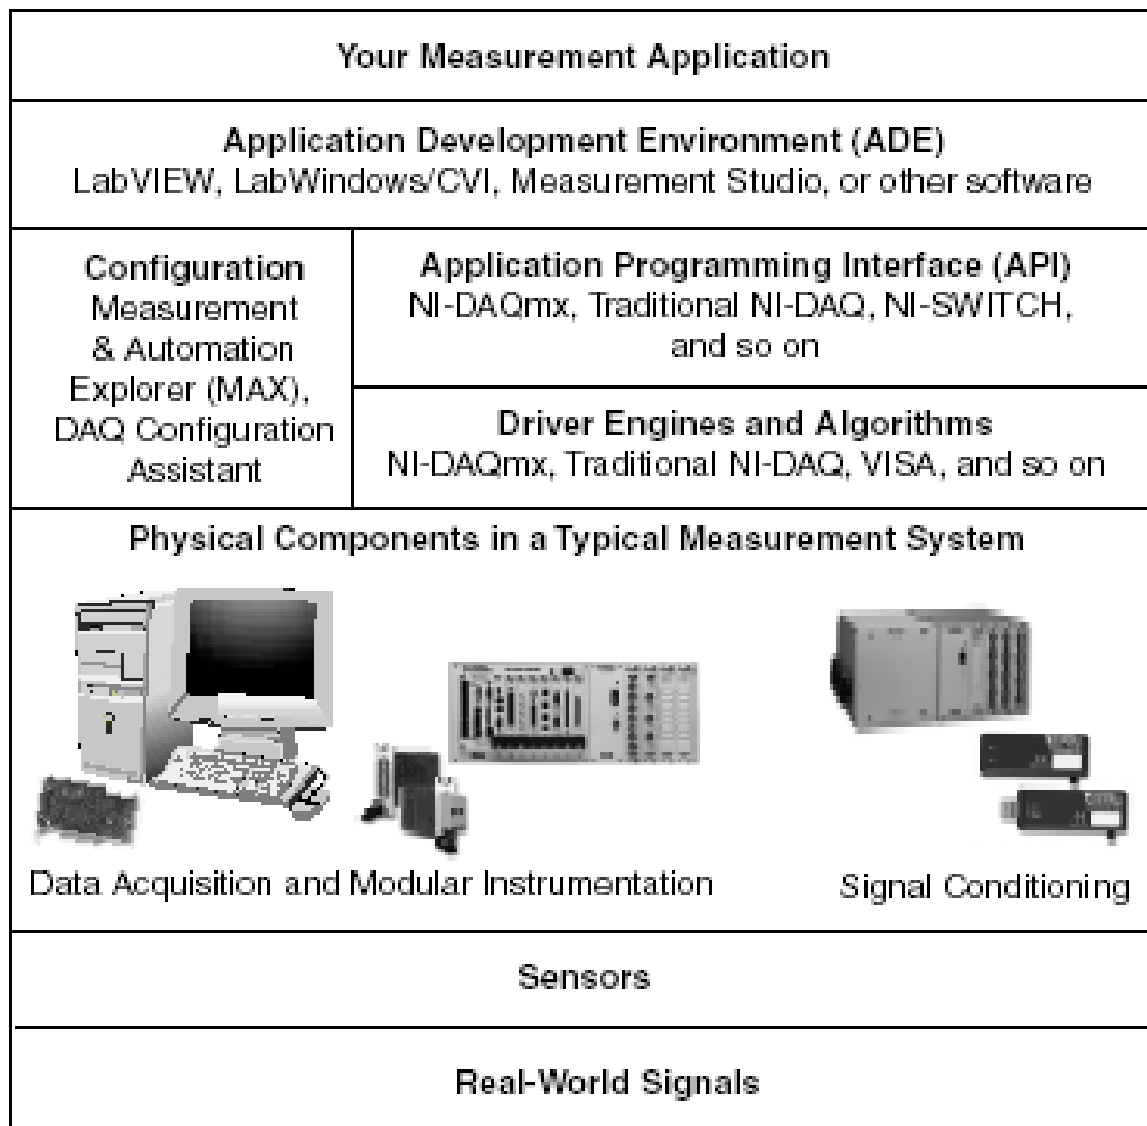 Your Measurement Application
Application Development Environment (ADE)
LabVIEW, LabWindows/CVI, Measurement Studio, or other software
Configuration
Measurement
& Automation
Explorer (MAX),
DAQ Configuration
Assistant
Application Programming Interface (API)
NI-DAQmx, Traditional NI-DAQ, NI-SWITCH,
and so on
Driver Engines and Algorithms
NI-DAQmx, Traditional NI-DAQ, VISA, and so on
Physical Components in a Typical Measurement System
Data Acquisition and Modular Instrumentation
Signal Conditioning
Sensors
Real-World Signals